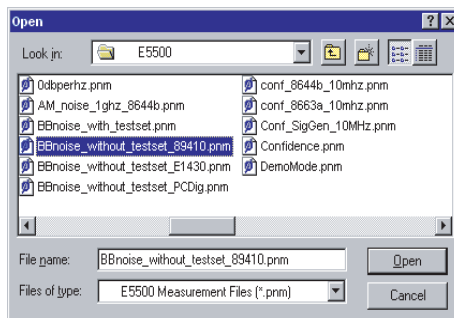 Open
Look in: E5500
0dbperhz.pnm
AM_noise_1ghz_8644b.pnm
BBnoise_with_testset.pnm
BBnoise_without_testset_89410.pnm
BBnoise_without_testset_E1430.pnm
BBnoise_without_testset_PCDig.pnm
conf_8644b_10mhz.pnm
conf_8663a_10mhz.pnm
Conf_SigGen_10MHz.pnm
Confidence.pnm
DemoMode.pnm
File name: BBnoise_without_testset_89410.pnm Open
Files of type: E5500 Measurement Files (*.pnm) Cancel